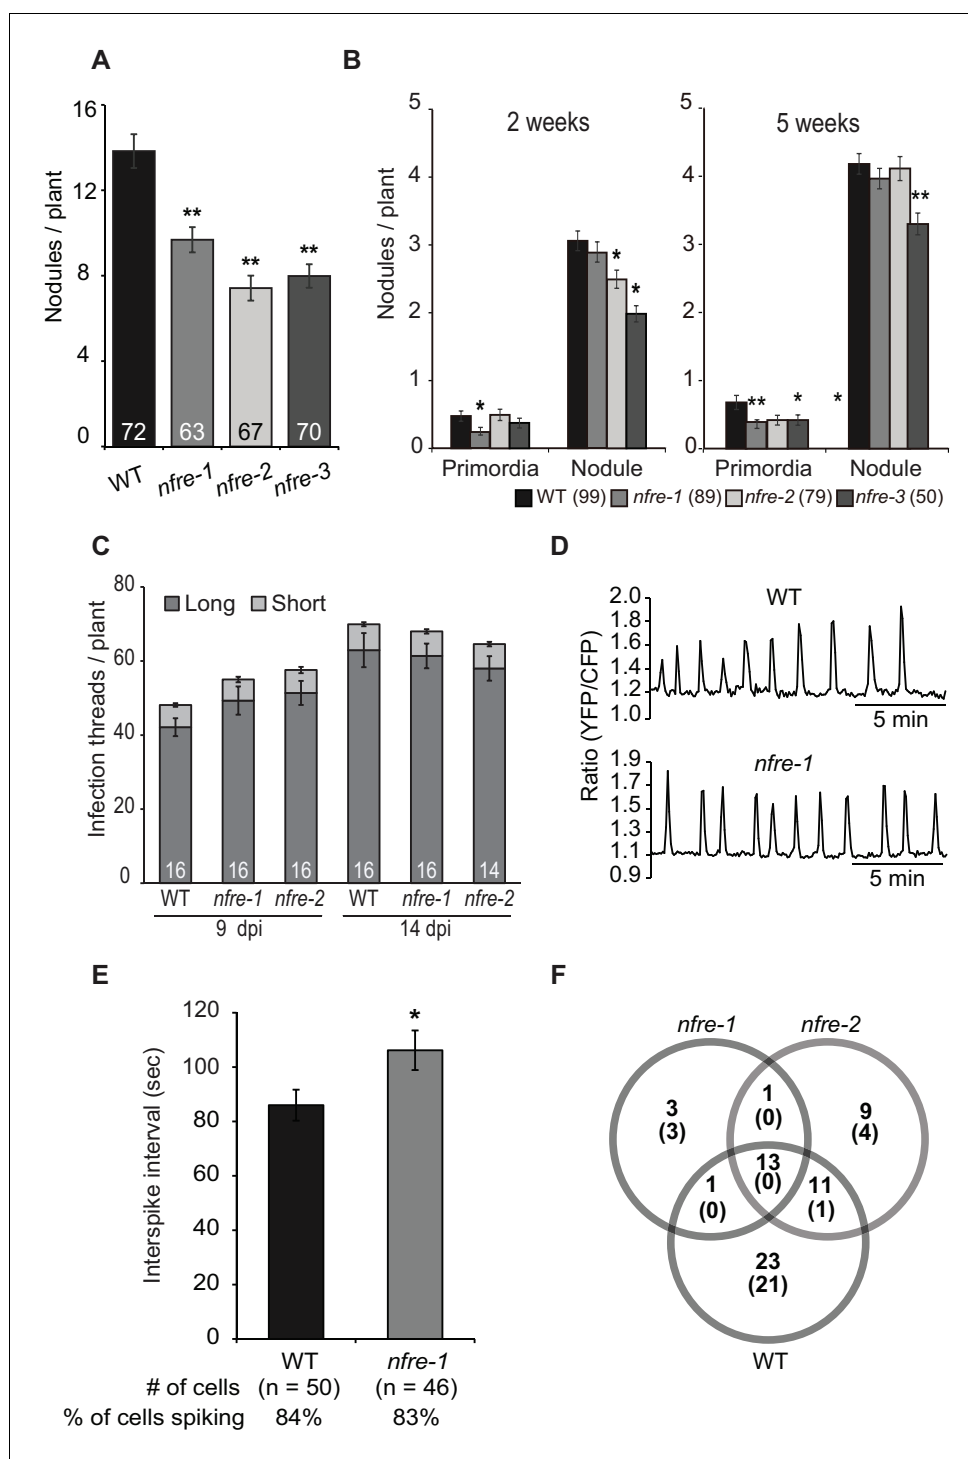 A
16
12
8
4
0
Nodules / plant
**
**
**
72
63
67
70
WT
nfre-1
nfre-2
nfre-3
B
5
4
3
2
1
0
Nodules / plant
2 weeks
*
*
*
Primordia
Nodule
5
4
3
2
1
0
5 weeks
**
*
*
**
Primordia
Nodule
WT (99) nfre-1 (89) nfre-2 (79) nfre-3 (50)
C
80
60
40
20
0
Infection threads / plant
Long Short
16
16
16
16
16
14
WT nfre-1 nfre-2 WT nfre-1 nfre-2
9 dpi 14 dpi
D
Ratio (YFP/CFP)
WT
2.0
1.8
1.6
1.4
1.2
1.0
5 min
nfre-1
1.9
1.7
1.5
1.3
1.1
0.9
5 min
E
120
100
80
60
40
20
0
Interspike interval (sec)
*
WT nfre-1
# of cells (n = 50) (n = 46)
% of cells spiking 84% 83%
F
nfre-1 nfre-2
3
(3)
1
(0)
9
(4)
13
(0)
1
(0)
11
(1)
23
(21)
WT